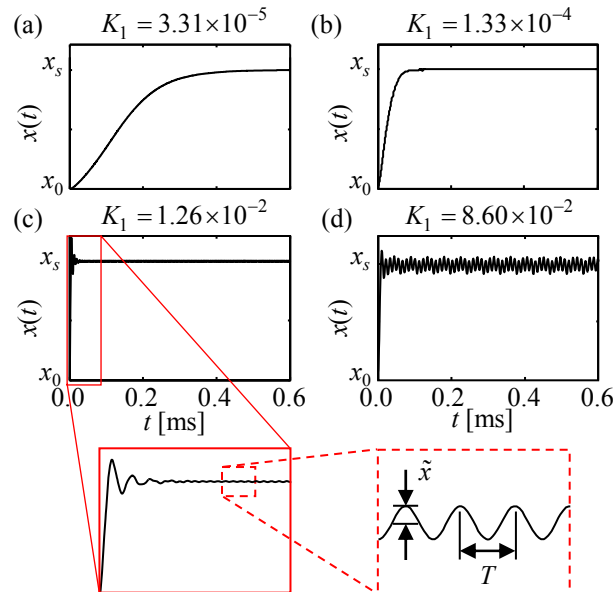 (a) K₁ = 3.31×10⁻⁵
xₛ
x(t)
x₀
(b) K₁ = 1.33×10⁻⁴
xₛ
x(t)
x₀
(c) K₁ = 1.26×10⁻²
xₛ
x(t)
x₀
0.0 0.2 0.4 0.6
t [ms]
(d) K₁ = 8.60×10⁻²
xₛ
x(t)
x₀
0.0 0.2 0.4 0.6
t [ms]
x̃
T